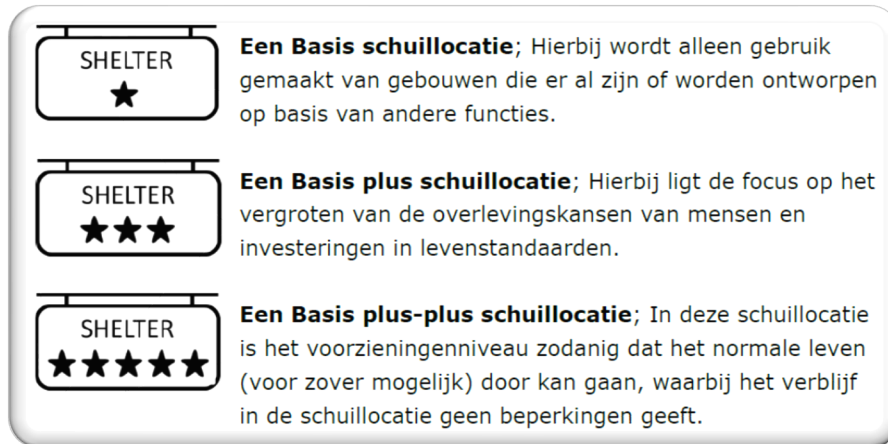 SHELTER
Een Basis schuillocatie; Hierbij wordt alleen gebruik
gemaakt van gebouwen die er al zijn of worden ontworpen
op basis van andere functies.
SHELTER
Een Basis plus schuillocatie; Hierbij ligt de focus op het
vergroten van de overlevingskansen van mensen en
investeringen in levenstandaarden.
SHELTER
Een Basis plus-plus schuillocatie; In deze schuillocatie
is het voorzieningenniveau zodanig dat het normale leven
(voor zover mogelijk) door kan gaan, waarbij het verblijf
in de schuillocatie geen beperkingen geeft.